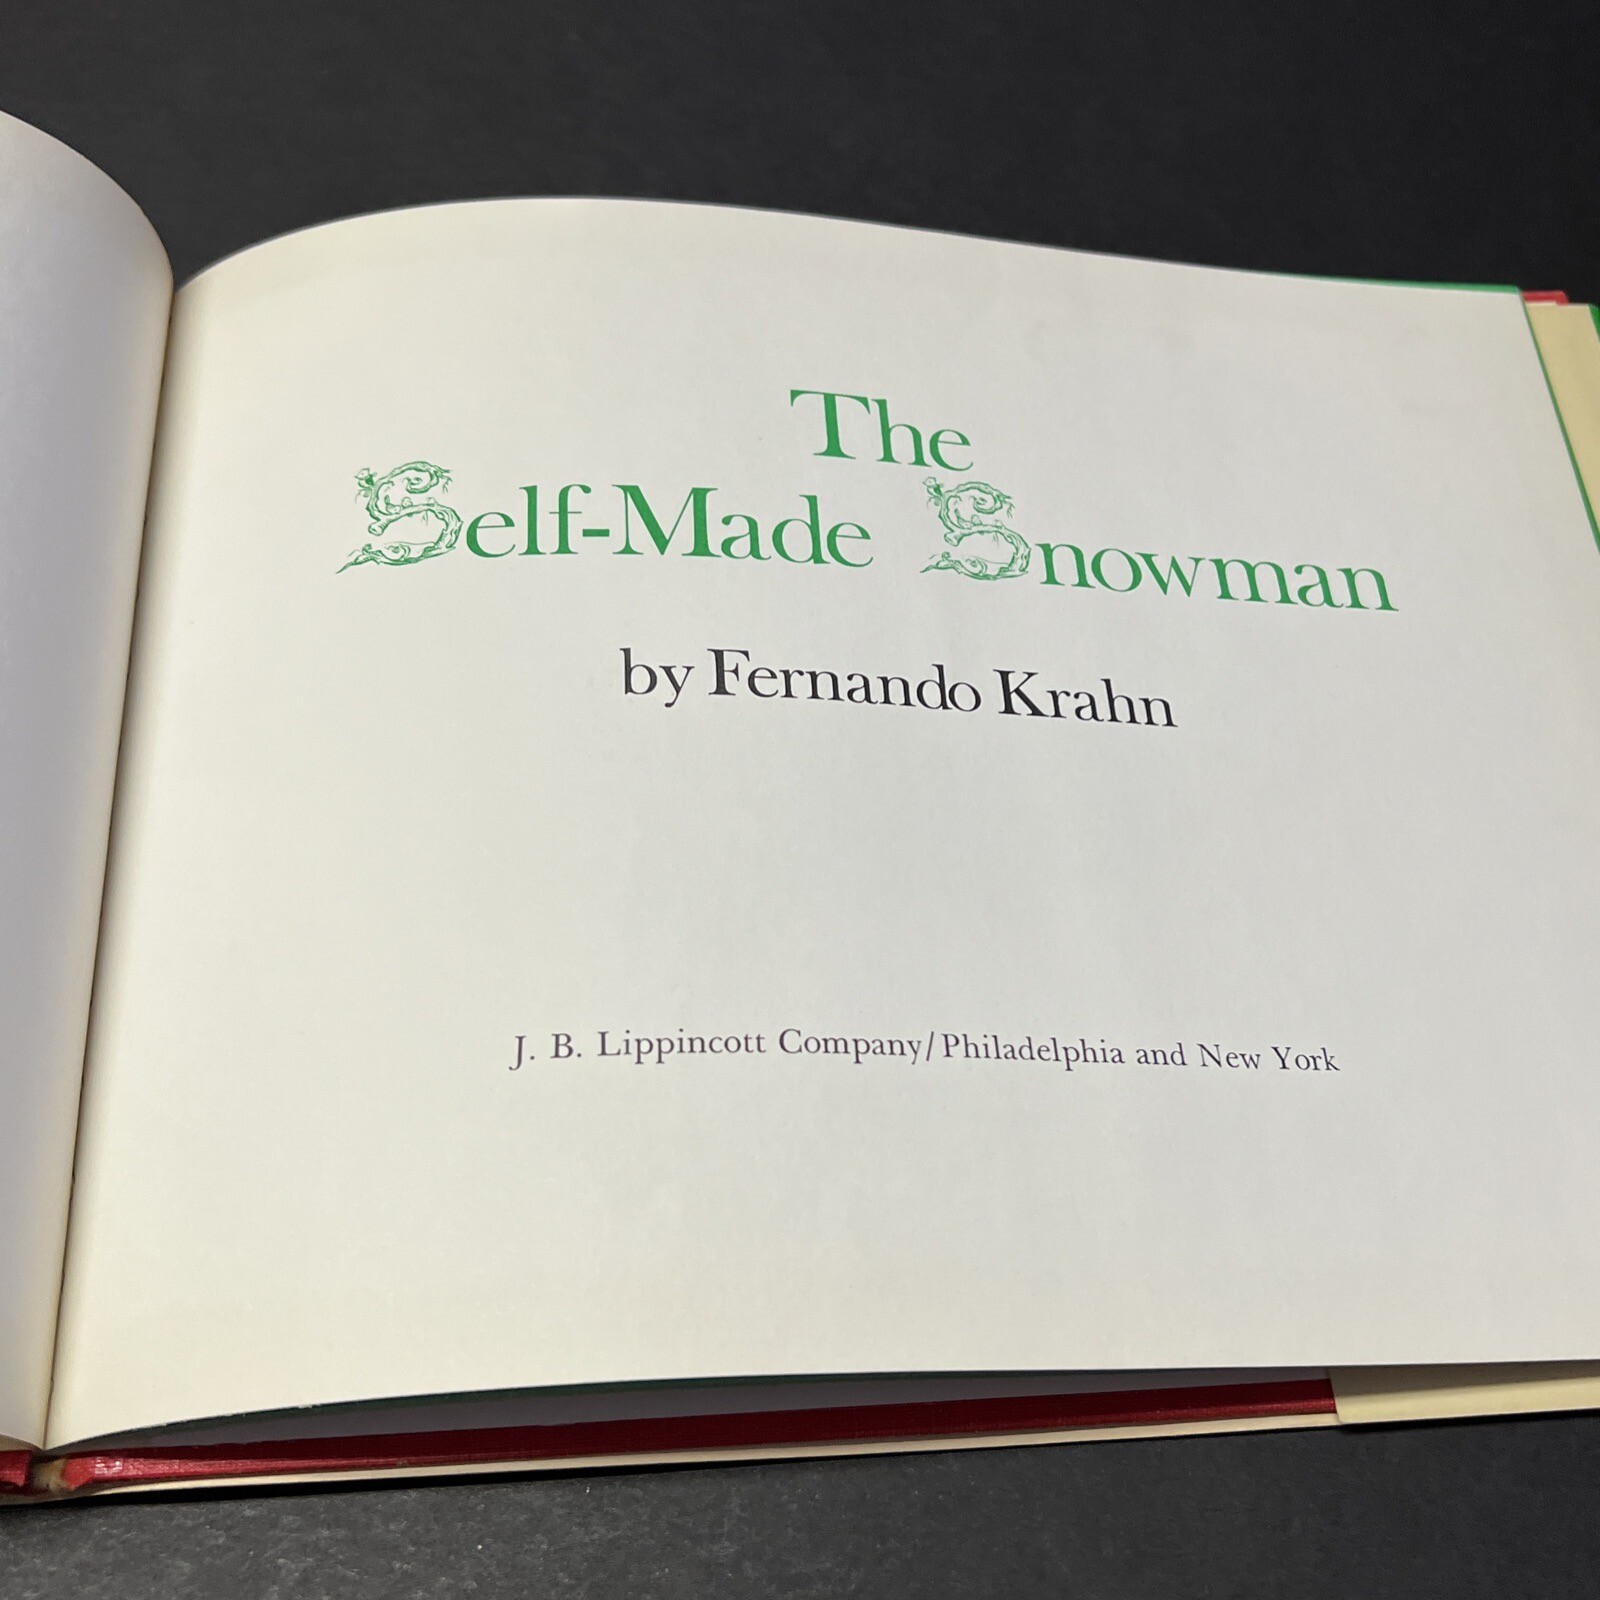 The
Self-Made Snowman
by Fernando Krahn
J. B. Lippincott Company/Philadelphia and New York